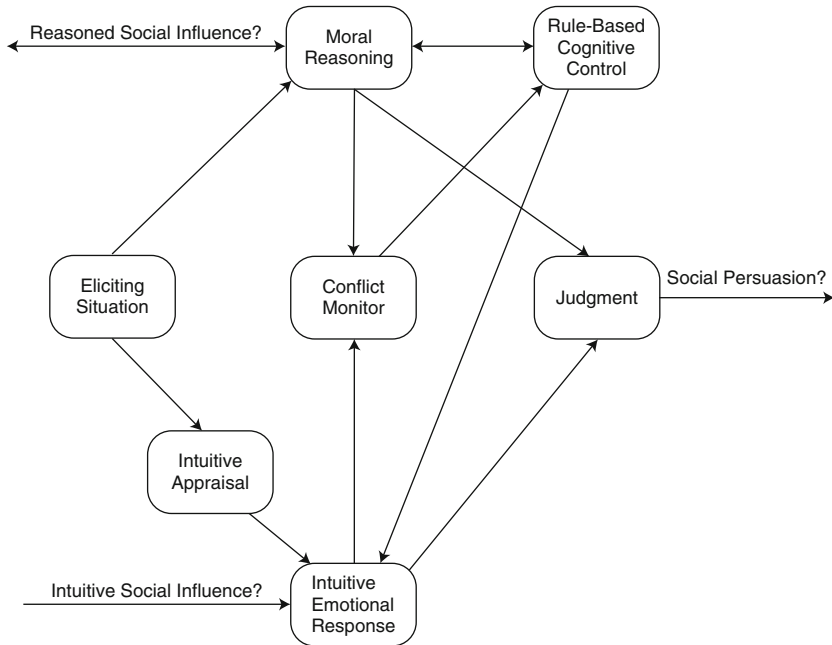 Reasoned Social Influence?
Moral
Reasoning
Rule-Based
Cognitive
Control
Eliciting
Situation
Conflict
Monitor
Judgment
Social Persuasion?
Intuitive
Appraisal
Intuitive Social Influence?
Intuitive
Emotional
Response